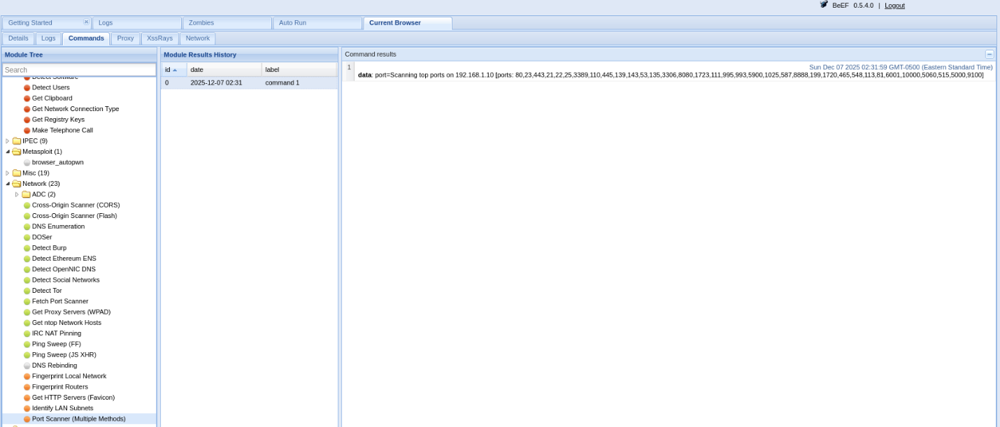 BeEF 0.5.4.0 | Logout
Getting Started Logs Zombies Auto Run Current Browser
Details Logs Commands Proxy XssRays Network
Module Tree
Search
Detect Software
Detect Users
Get Clipboard
Get Network Connection Type
Get Registry Keys
Make Telephone Call
IPEC (9)
Metasploit (1)
browser_autopwn
Misc (19)
Network (23)
ADC (2)
Cross-Origin Scanner (CORS)
Cross-Origin Scanner (Flash)
DNS Enumeration
DOSer
Detect Burp
Detect Ethereum ENS
Detect OpenNIC DNS
Detect Social Networks
Detect Tor
Fetch Port Scanner
Get Proxy Servers (WPAD)
Get ntop Network Hosts
IRC NAT Pinning
Ping Sweep (FF)
Ping Sweep (JS XHR)
DNS Rebinding
Fingerprint Local Network
Fingerprint Routers
Get HTTP Servers (Favicon)
Identify LAN Subnets
Port Scanner (Multiple Methods)
Module Results History
id date label
0 2025-12-07 02:31 command 1
Command results
1
Sun Dec 07 2025 02:31:59 GMT-0500 (Eastern Standard Time)
data: port=Scanning top ports on 192.168.1.10 [ports: 80,23,443,21,22,25,3389,110,445,139,143,53,135,3306,8080,1723,111,995,993,5900,1025,587,8888,199,1720,465,548,113,81,6001,10000,5060,515,5000,9100]